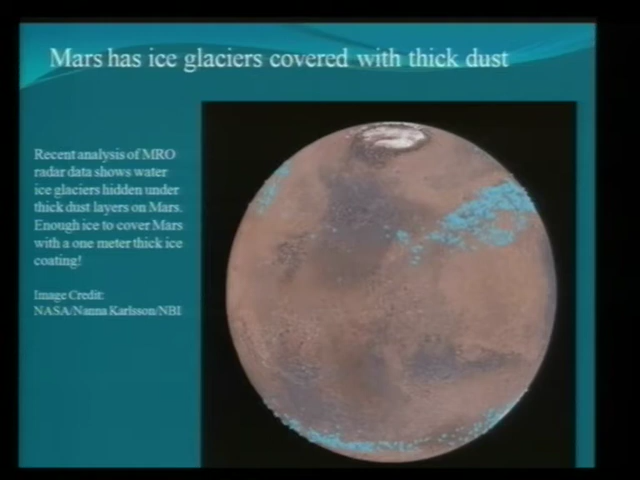 Mars has ice glaciers covered with thick dust
Recent analysis of MRO
radar data shows water
ice glaciers hidden under
thick dust layers on Mars.
Enough ice to cover Mars
with a one meter thick ice
coating!
Image Credit:
NASA/Nanna Karlsson/NBI